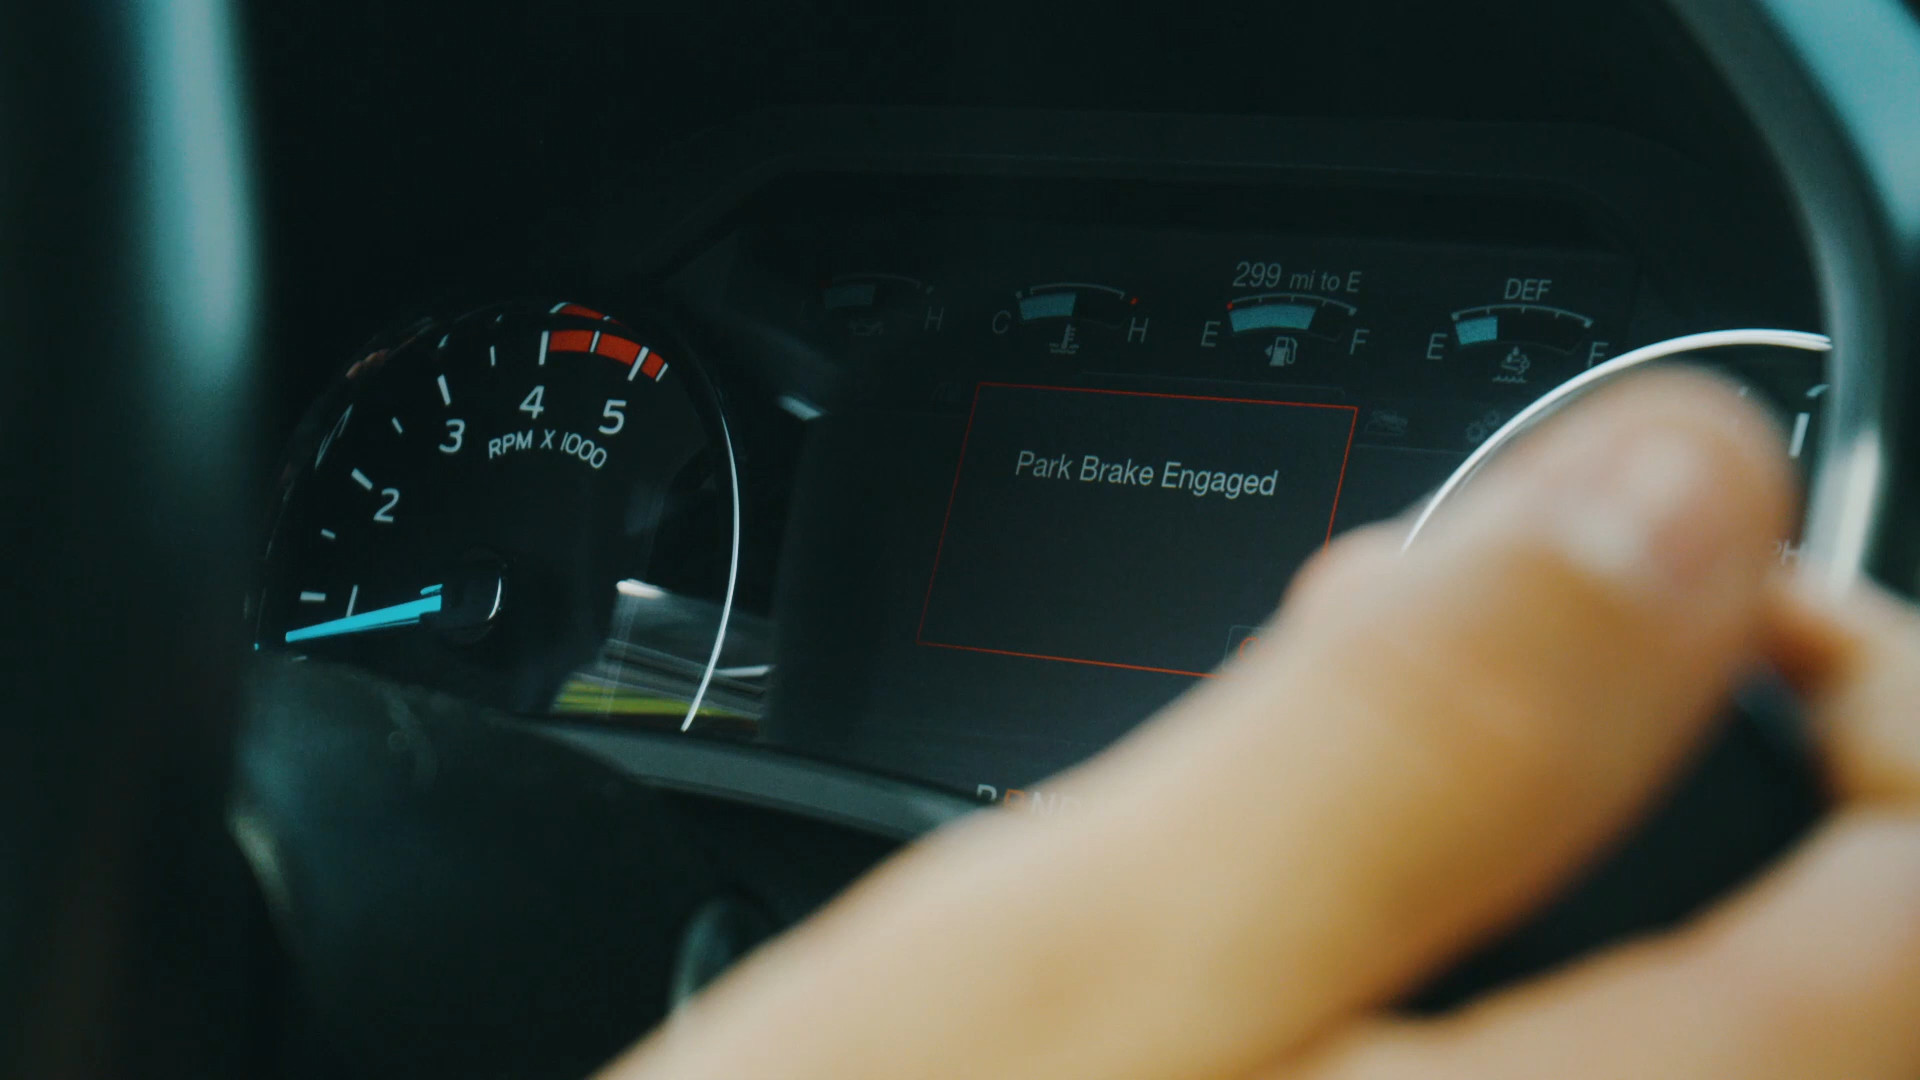 299 mi to E
DEF
H
C H
E F
E F
Park Brake Engaged
4
5
3
RPM X 1000
2